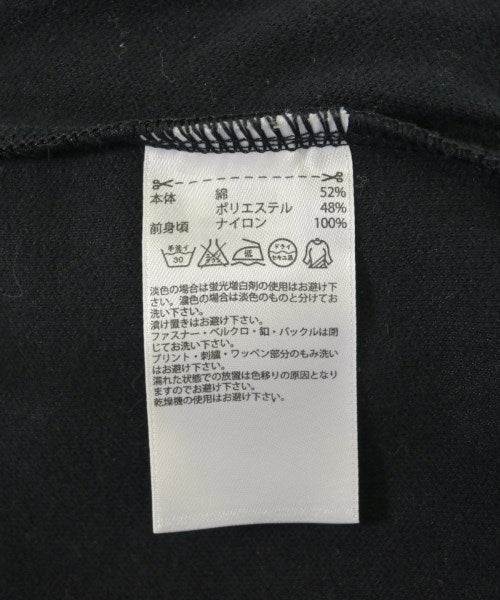 本体 綿 52%
ポリエステル 48%
前身頃 ナイロン 100%
手洗イ 30 エンソサラシ 低 ドライ セキユ系
淡色の場合は蛍光増白剤の使用はお避け下
さい。濃色の場合は淡色のものと分けてお
洗い下さい。
漬け置きはお避け下さい。
ファスナー・ベルクロ・釦・バックルは閉
じてお洗い下さい。
プリント・刺繍・ワッペン部分のもみ洗い
はお避け下さい。
濡れた状態での放置は色移りの原因となり
ますのでお避け下さい。
乾燥機の使用はお避け下さい。